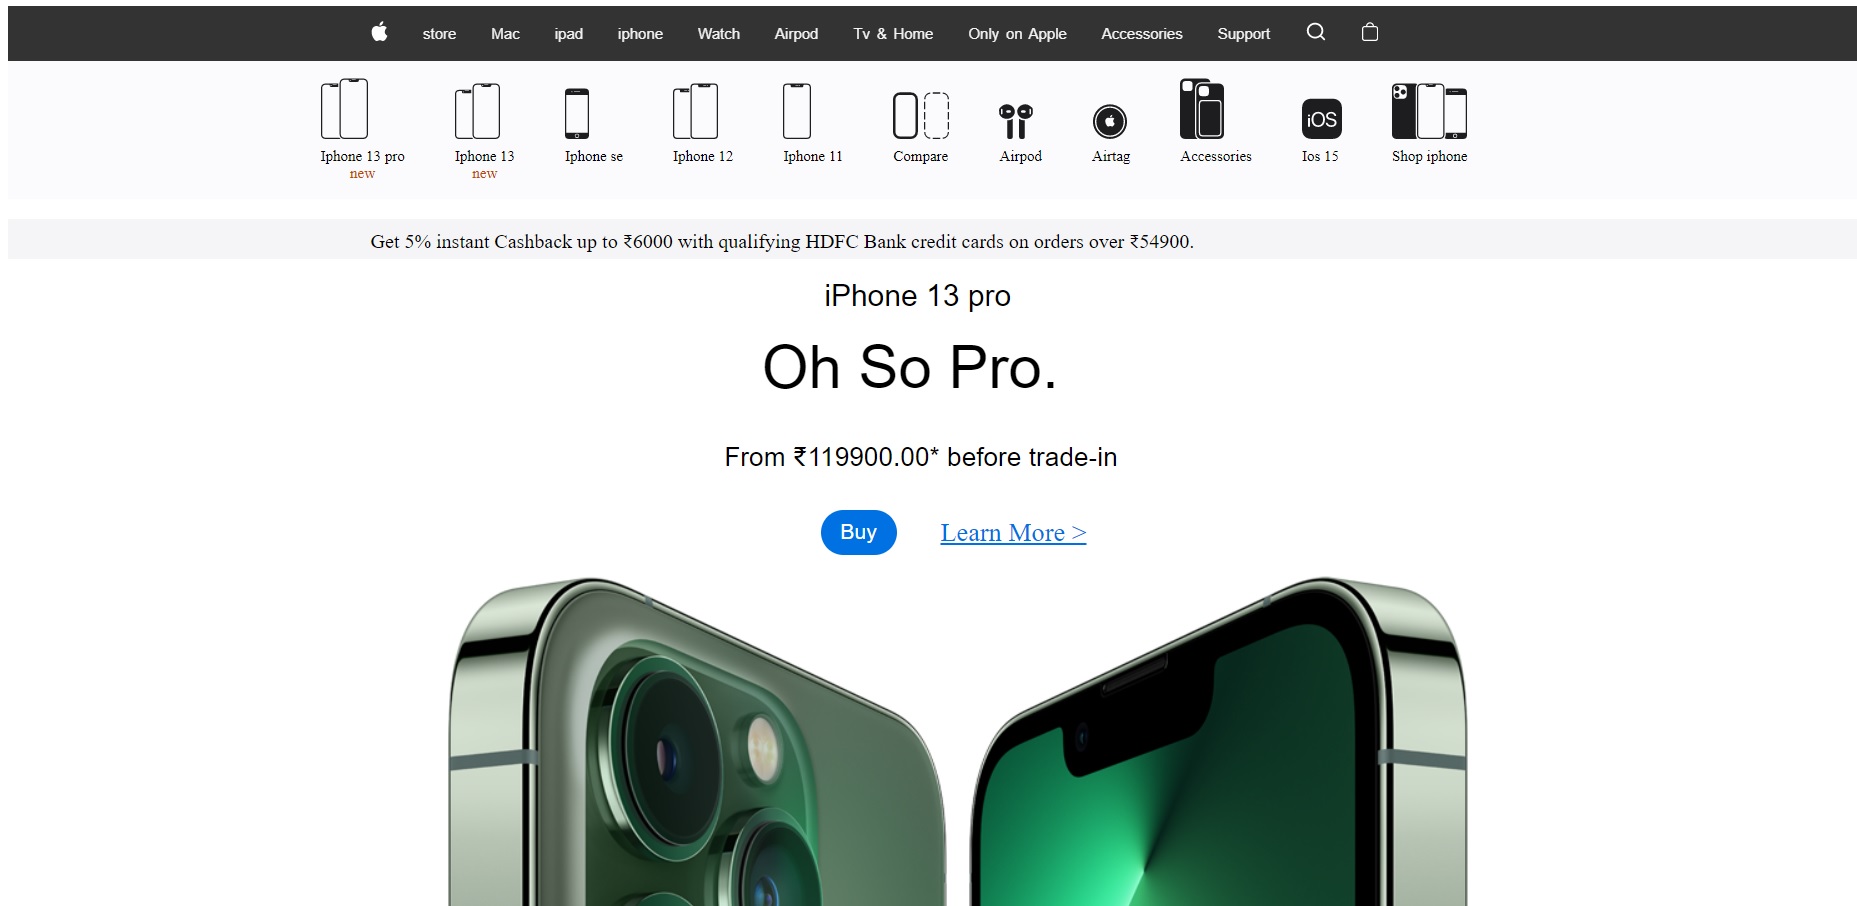 store Mac ipad iphone Watch Airpod Tv & Home Only on Apple Accessories Support
iOS
Iphone 13 pro Iphone 13 Iphone se Iphone 12 Iphone 11 Compare Airpod Airtag Accessories Ios 15 Shop iphone
new new
Get 5% instant Cashback up to ₹6000 with qualifying HDFC Bank credit cards on orders over ₹54900.
iPhone 13 pro
Oh So Pro.
From ₹119900.00* before trade-in
Buy Learn More >